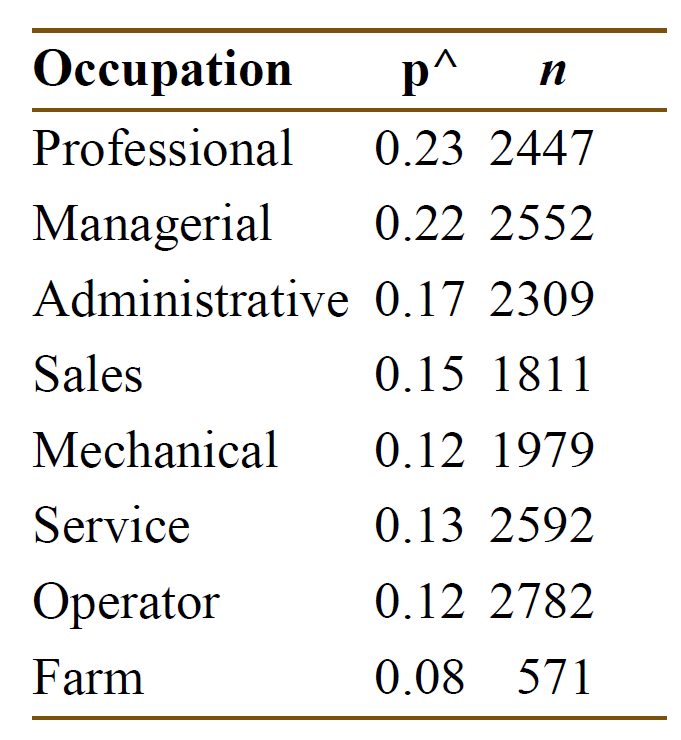 Occupation p^ n
Professional 0.23 2447
Managerial 0.22 2552
Administrative 0.17 2309
Sales 0.15 1811
Mechanical 0.12 1979
Service 0.13 2592
Operator 0.12 2782
Farm 0.08 571